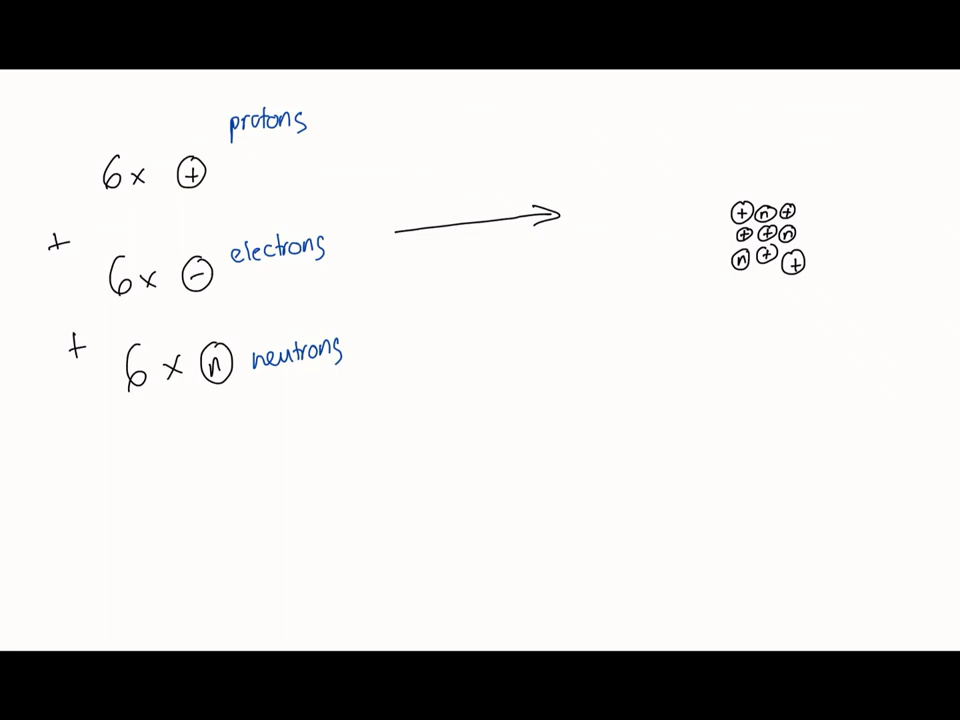 protons
6 x +
+
6 x - electrons
+
6 x n neutrons
+ n +
+ + n
n + +